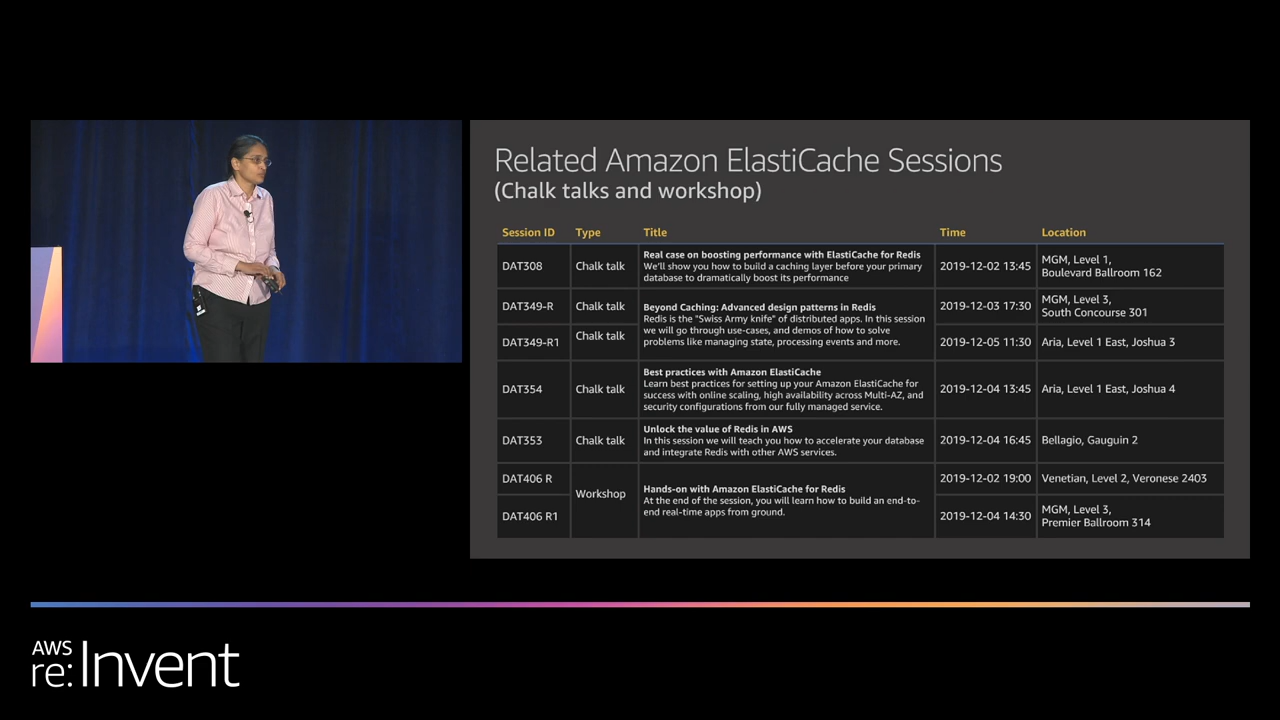 Related Amazon ElastiCache Sessions
(Chalk talks and workshop)
Session ID Type Title Time Location
DAT308 Chalk talk
Real case on boosting performance with ElastiCache for Redis
We'll show you how to build a caching layer before your primary
database to dramatically boost its performance
2019-12-02 13:45
MGM, Level 1,
Boulevard Ballroom 162
DAT349-R Chalk talk
Beyond Caching: Advanced design patterns in Redis
Redis is the "Swiss Army knife" of distributed apps. In this session
we will go through use-cases, and demos of how to solve
problems like managing state, processing events and more.
2019-12-03 17:30
MGM, Level 3,
South Concourse 301
DAT349-R1 Chalk talk 2019-12-05 11:30 Aria, Level 1 East, Joshua 3
DAT354 Chalk talk
Best practices with Amazon ElastiCache
Learn best practices for setting up your Amazon ElastiCache for
success with online scaling, high availability across Multi-AZ, and
security configurations from our fully managed service.
2019-12-04 13:45 Aria, Level 1 East, Joshua 4
DAT353 Chalk talk
Unlock the value of Redis in AWS
In this session we will teach you how to accelerate your database
and integrate Redis with other AWS services.
2019-12-04 16:45 Bellagio, Gauguin 2
DAT406 R Workshop
Hands-on with Amazon ElastiCache for Redis
At the end of the session, you will learn how to build an end-to-
end real-time apps from ground.
2019-12-02 19:00 Venetian, Level 2, Veronese 2403
DAT406 R1 2019-12-04 14:30
MGM, Level 3,
Premier Ballroom 314
AWS
re:Invent